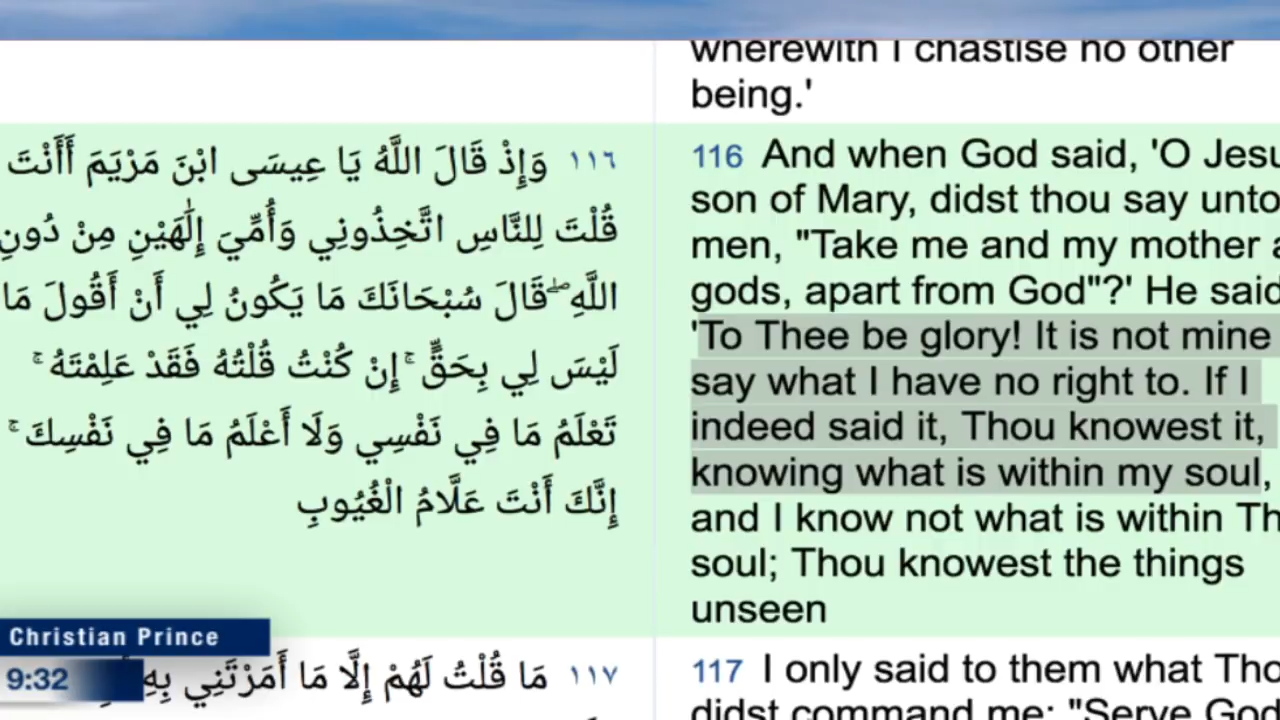 wherewith I chastise no other
being.'
١١٦ وَإِذْ قَالَ اللَّهُ يَا عِيسَى ابْنَ مَرْيَمَ أَأَنْتَ
قُلْتَ لِلنَّاسِ اتَّخِذُونِي وَأُمِّيَ إِلَٰهَيْنِ مِنْ دُونِ
اللَّهِ ۖ قَالَ سُبْحَانَكَ مَا يَكُونُ لِي أَنْ أَقُولَ مَا
لَيْسَ لِي بِحَقٍّ ۚ إِنْ كُنْتُ قُلْتُهُ فَقَدْ عَلِمْتَهُ ۚ
تَعْلَمُ مَا فِي نَفْسِي وَلَا أَعْلَمُ مَا فِي نَفْسِكَ ۚ
إِنَّكَ أَنْتَ عَلَّامُ الْغُيُوبِ
116 And when God said, 'O Jesu
son of Mary, didst thou say unto
men, "Take me and my mother a
gods, apart from God"?' He said
'To Thee be glory! It is not mine
say what I have no right to. If I
indeed said it, Thou knowest it,
knowing what is within my soul,
and I know not what is within Th
soul; Thou knowest the things
unseen
١١٧ مَا قُلْتُ لَهُمْ إِلَّا مَا أَمَرْتَنِي بِهِ
117 I only said to them what Tho
didst command me: "Serve God
Christian Prince
9:32